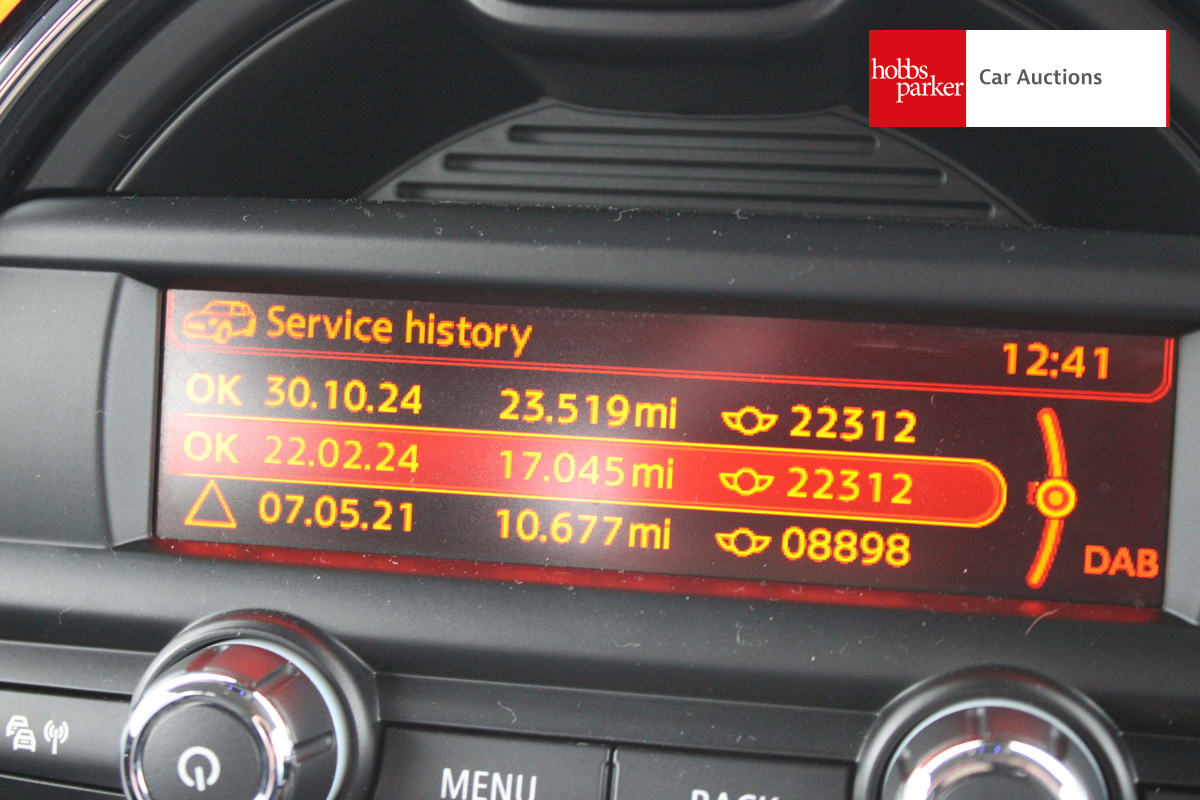 hobbs
parker
Car Auctions
Service history
12:41
OK 30.10.24 23.519mi 22312
OK 22.02.24 17.045mi 22312
07.05.21 10.677mi 08898
DAB
MENU
BACK